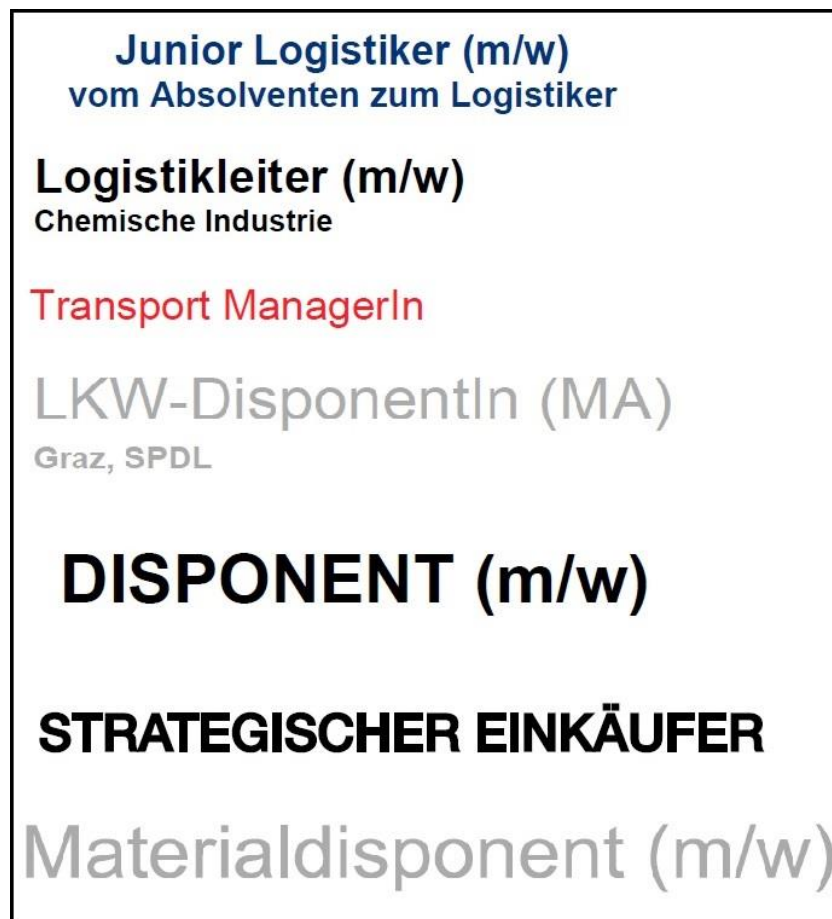 Junior Logistiker (m/w)
vom Absolventen zum Logistiker
Logistikleiter (m/w)
Chemische Industrie
Transport ManagerIn
LKW-DisponentIn (MA)
Graz, SPDL
DISPONENT (m/w)
STRATEGISCHER EINKÄUFER
Materialdisponent (m/w)